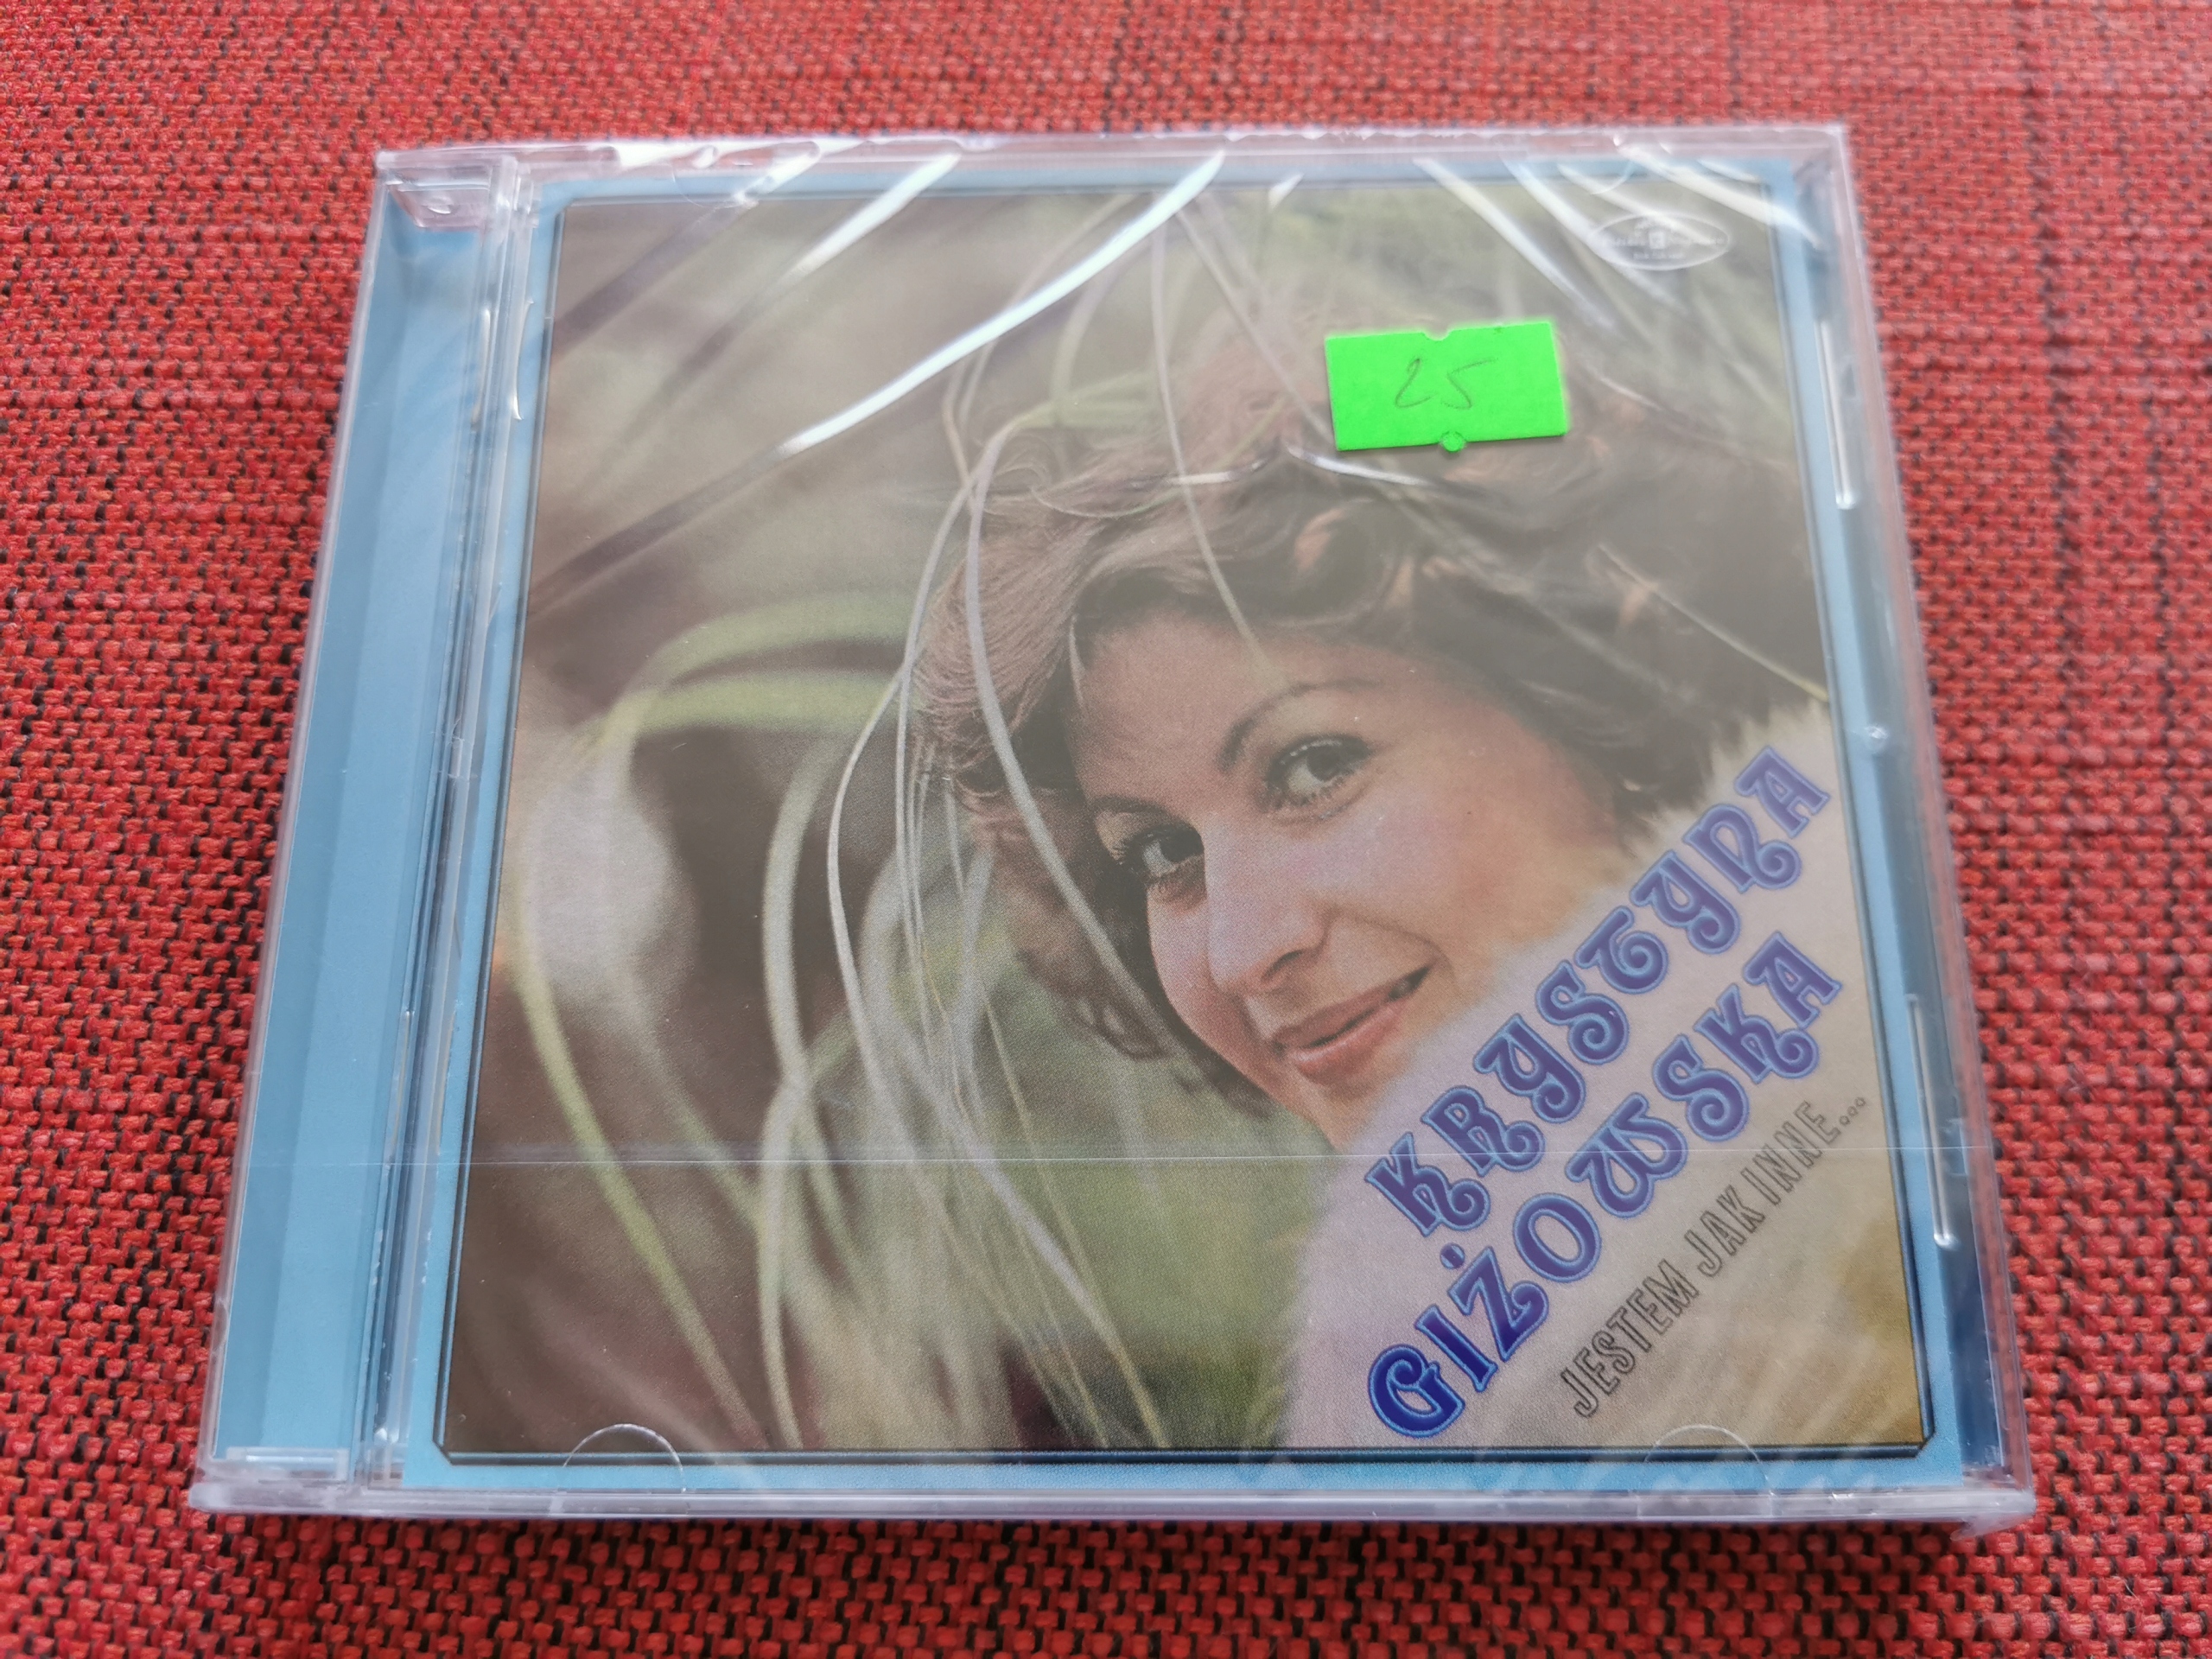 25
KRYSTYNA
GIŻOWSKA
JESTEM JAK INNE...